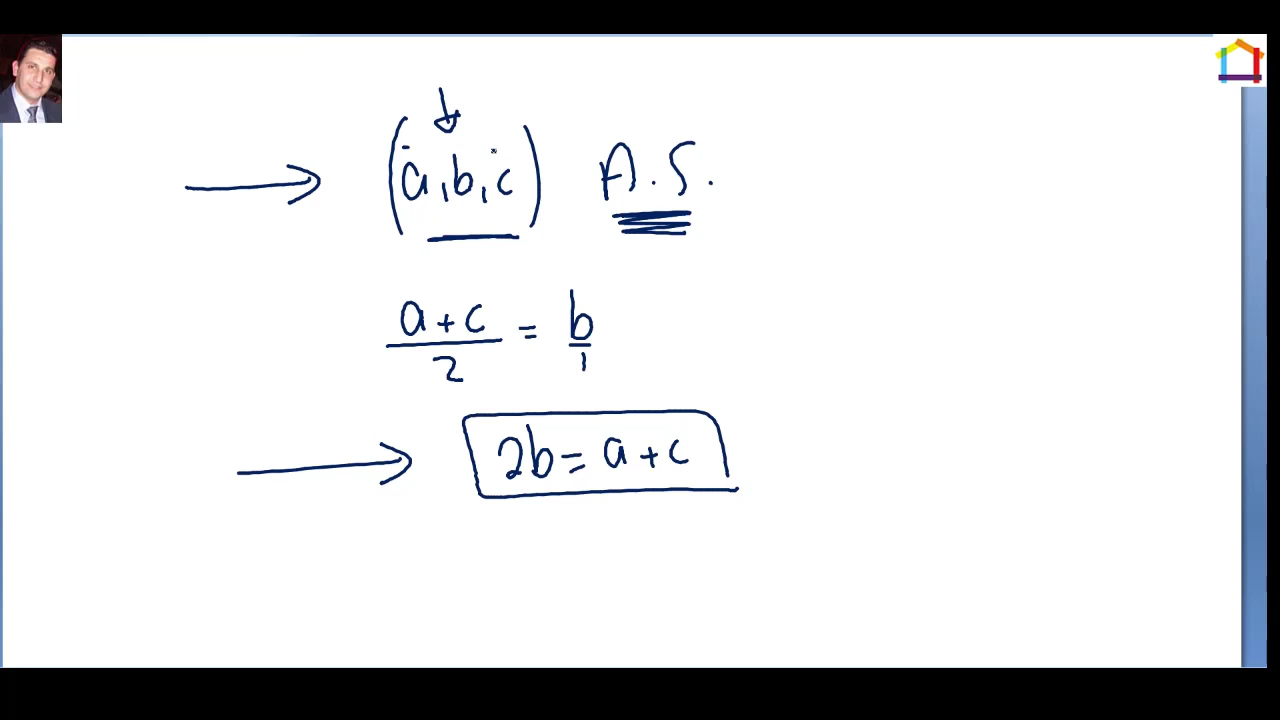 (a, b, c) A.S.
a + c / 2 = b / 1
2b = a + c